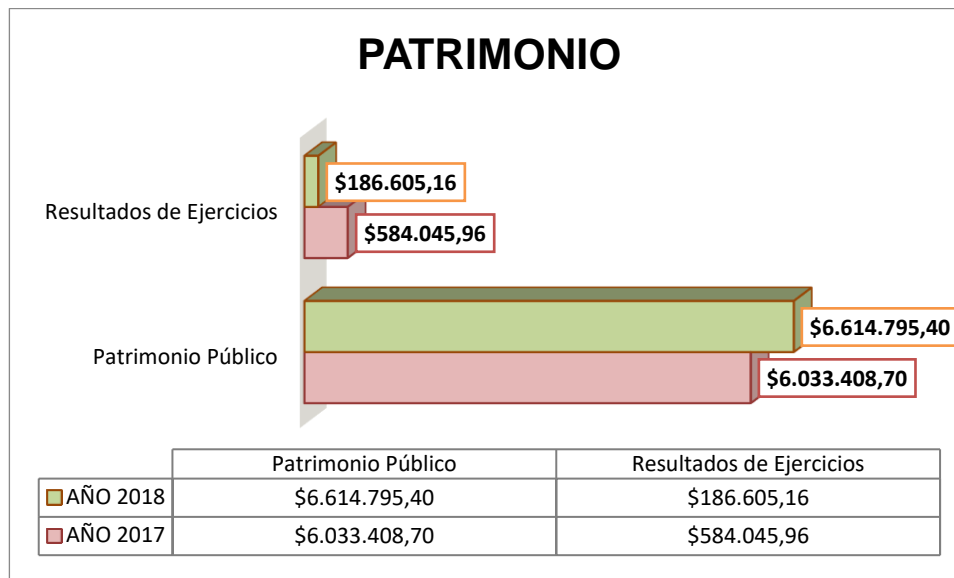 PATRIMONIO
$186.605,16
Resultados de Ejercicios
$584.045,96
$6.614.795,40
Patrimonio Público
$6.033.408,70
Patrimonio Público Resultados de Ejercicios
AÑO 2018 $6.614.795,40 $186.605,16
AÑO 2017 $6.033.408,70 $584.045,96